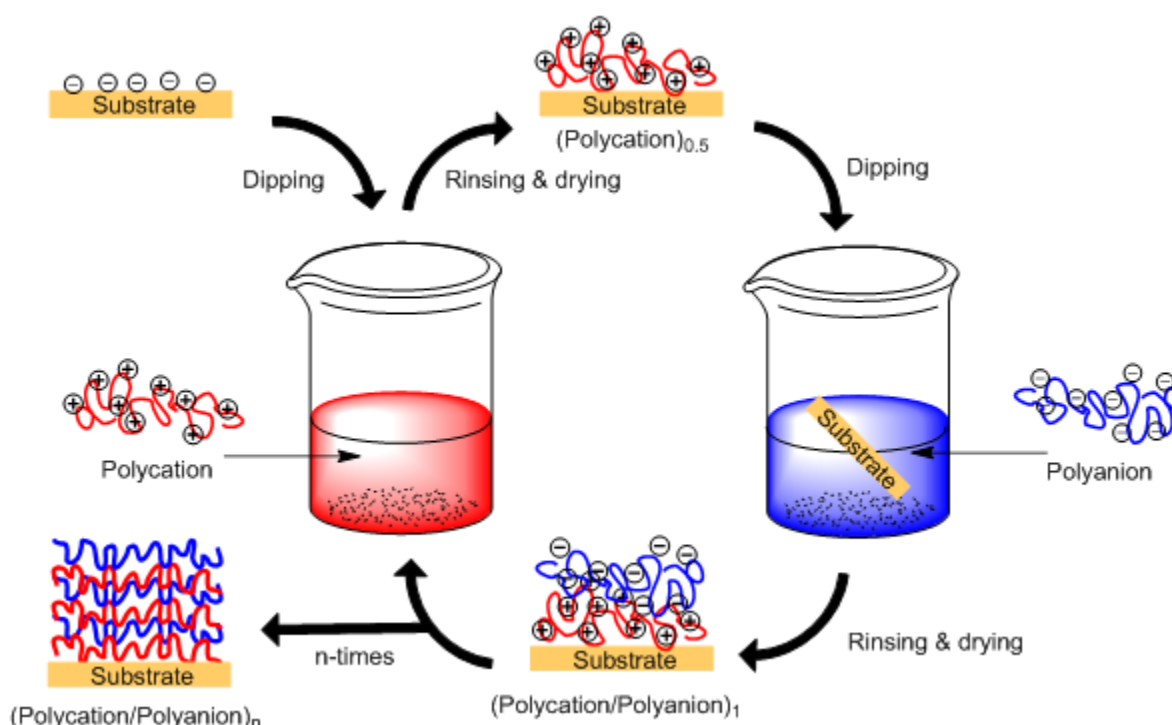 Substrate
Substrate
(Polycation)0.5
Dipping
Rinsing & drying
Dipping
Polycation
Substrate
Polyanion
Substrate
n-times
Substrate
Rinsing & drying
(Polycation/Polyanion)n
(Polycation/Polyanion)1